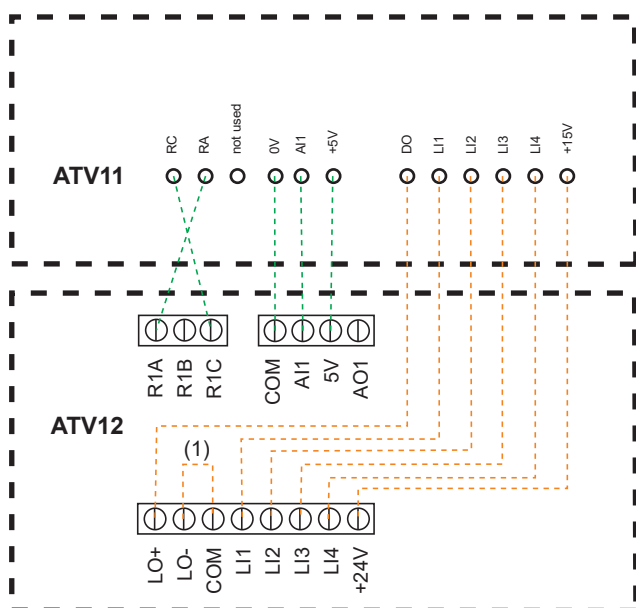 RC RA not used 0V AI1 +5V DO LI1 LI2 LI3 LI4 +15V
ATV11
R1A R1B R1C COM AI1 5V AO1
ATV12
(1)
LO+ LO- COM LI1 LI2 LI3 LI4 +24V